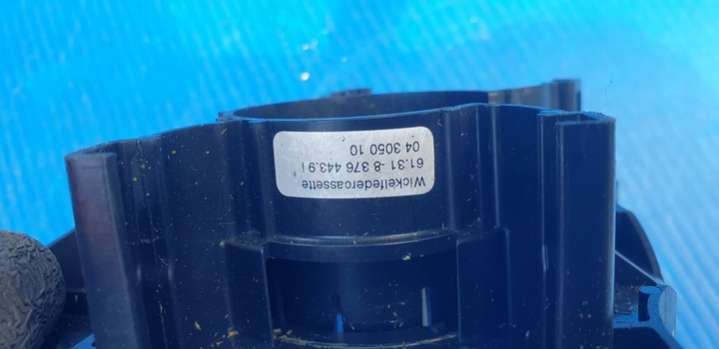 Wickelfedercassette
61.31 -8 376 443.9
04 3050 10